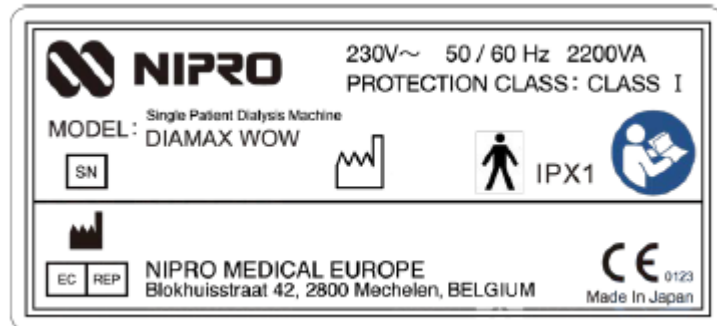 NIPRO
230V～ 50 / 60 Hz 2200VA
PROTECTION CLASS: CLASS I
MODEL: Single Patient Dialysis Machine
DIAMAX WOW
SN
IPX1
EC REP
NIPRO MEDICAL EUROPE
Blokhuisstraat 42, 2800 Mechelen, BELGIUM
CE 0123
Made In Japan